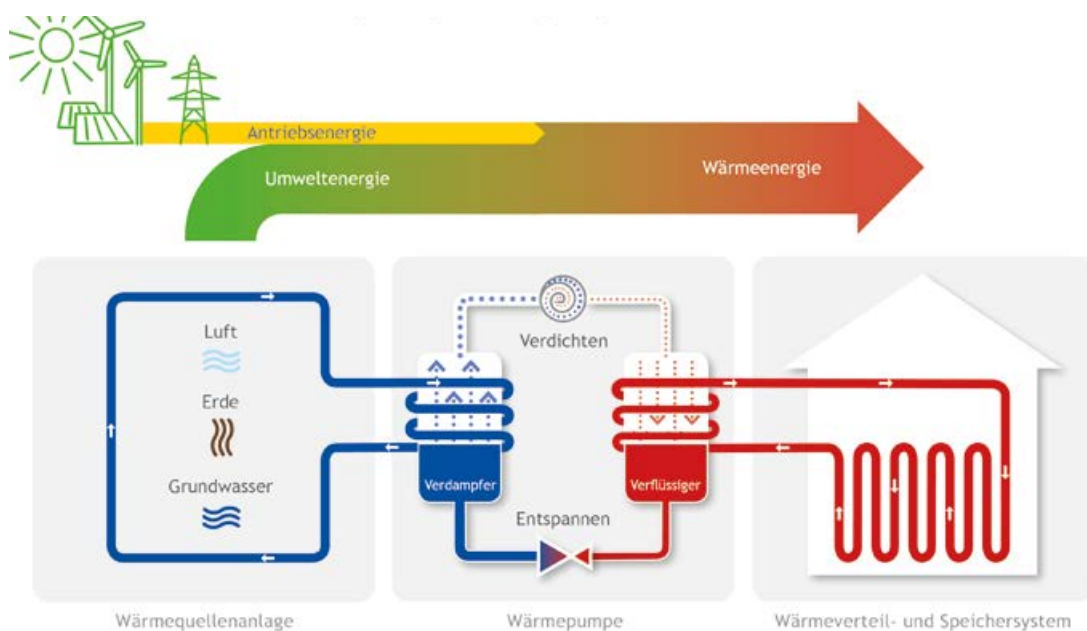 Antriebsenergie
Umweltenergie
Wärmeenergie
Luft
Erde
Grundwasser
Verdichten
Verdampfer
Verflüssiger
Entspannen
Wärmequellenanlage
Wärmepumpe
Wärmeverteil- und Speichersystem